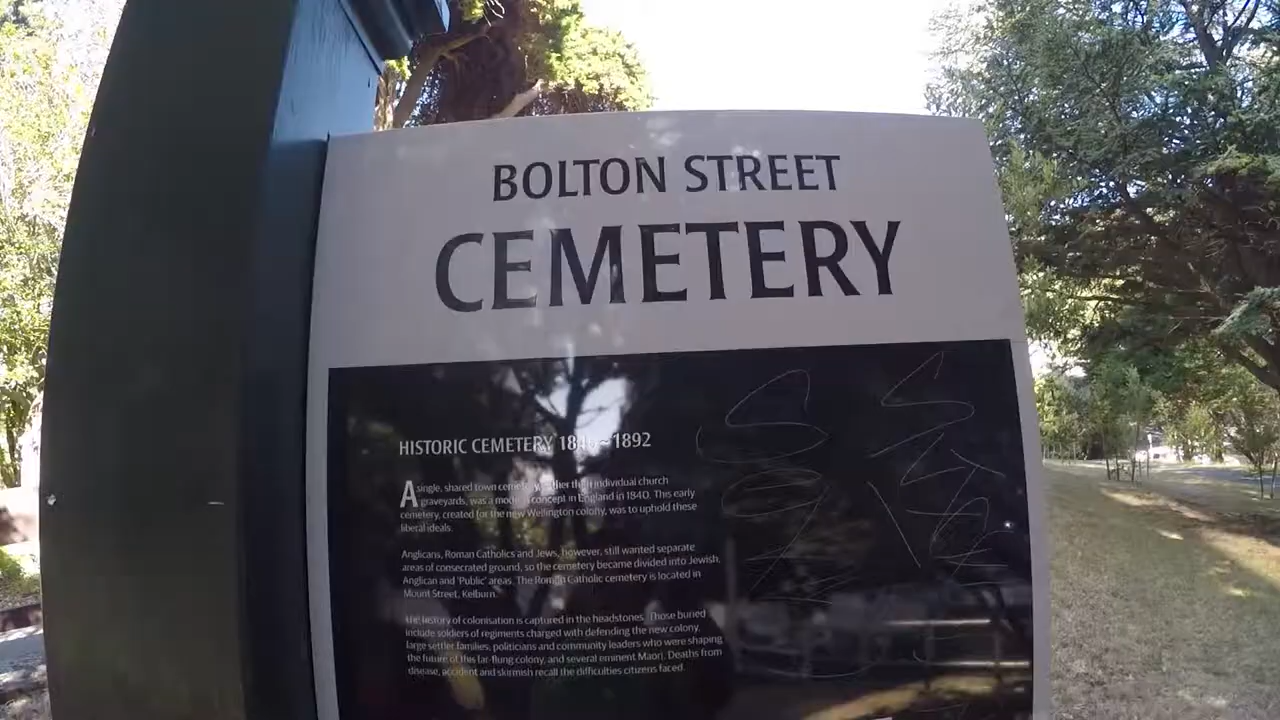 BOLTON STREET
CEMETERY
HISTORIC CEMETERY 1840~1892
A single, shared town cemetery, rather than individual church
graveyards, was a modern concept in England in 1840. This early
cemetery, created for the new Wellington colony, was to uphold these
liberal ideals.
Anglicans, Roman Catholics and Jews, however, still wanted separate
areas of consecrated ground, so the cemetery became divided into Jewish,
Anglican and 'Public' areas. The Roman Catholic cemetery is located in
Mount Street, Kelburn.
The history of colonisation is captured in the headstones. Those buried
include soldiers of regiments charged with defending the new colony,
large settler families, politicians and community leaders who were shaping
the future of this far-flung colony, and several eminent Maori. Deaths from
disease, accident and skirmish recall the difficulties citizens faced.